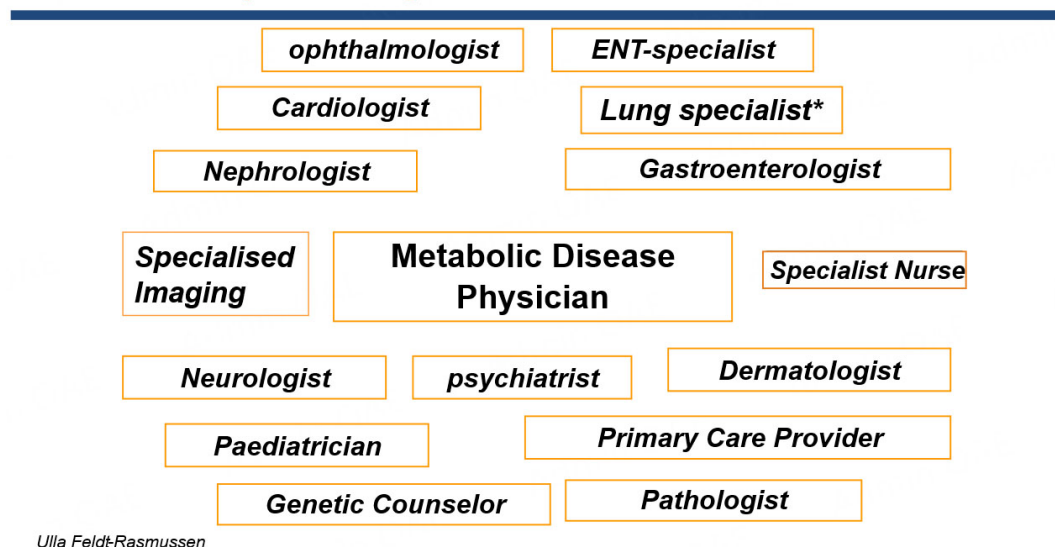 ophthalmologist
ENT-specialist
Cardiologist
Lung specialist*
Nephrologist
Gastroenterologist
Specialised
Imaging
Metabolic Disease
Physician
Specialist Nurse
Neurologist
psychiatrist
Dermatologist
Paediatrician
Primary Care Provider
Genetic Counselor
Pathologist
Ulla Feldt-Rasmussen